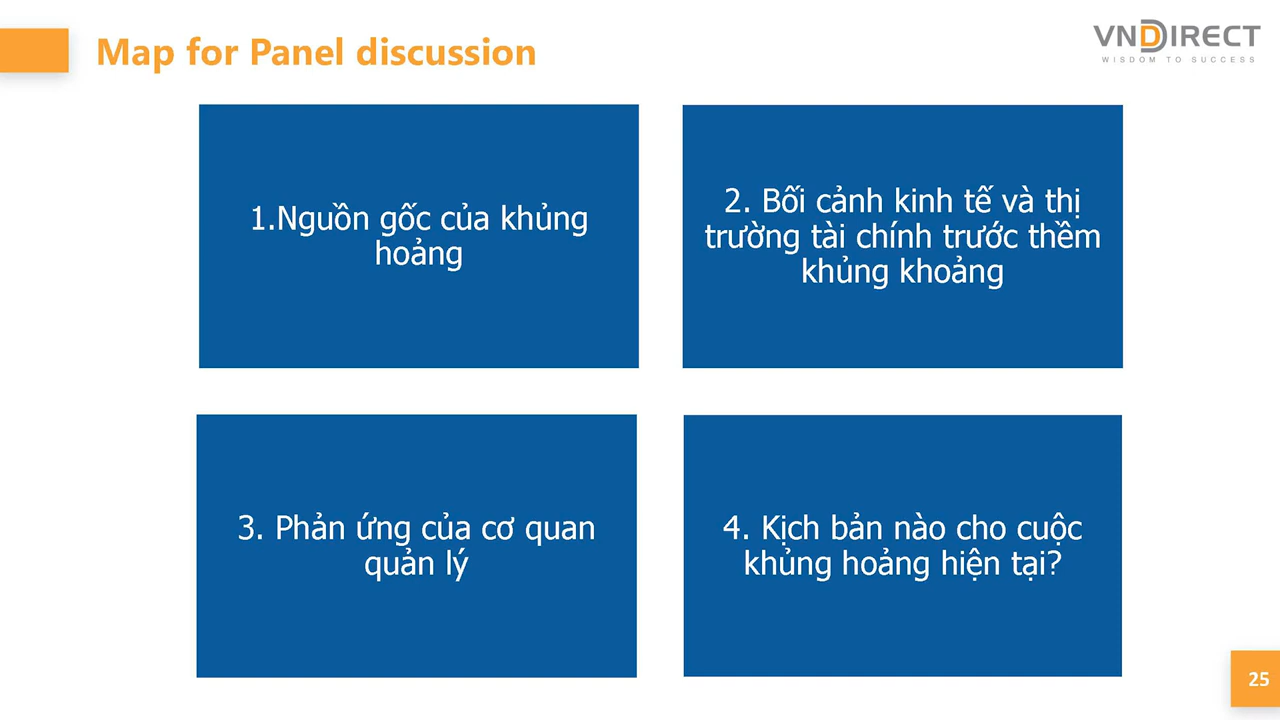 Map for Panel discussion
VNDIRECT
WISDOM TO SUCCESS
1.Nguồn gốc của khủng
hoảng
2. Bối cảnh kinh tế và thị
trường tài chính trước thềm
khủng khoảng
3. Phản ứng của cơ quan
quản lý
4. Kịch bản nào cho cuộc
khủng hoảng hiện tại?
25